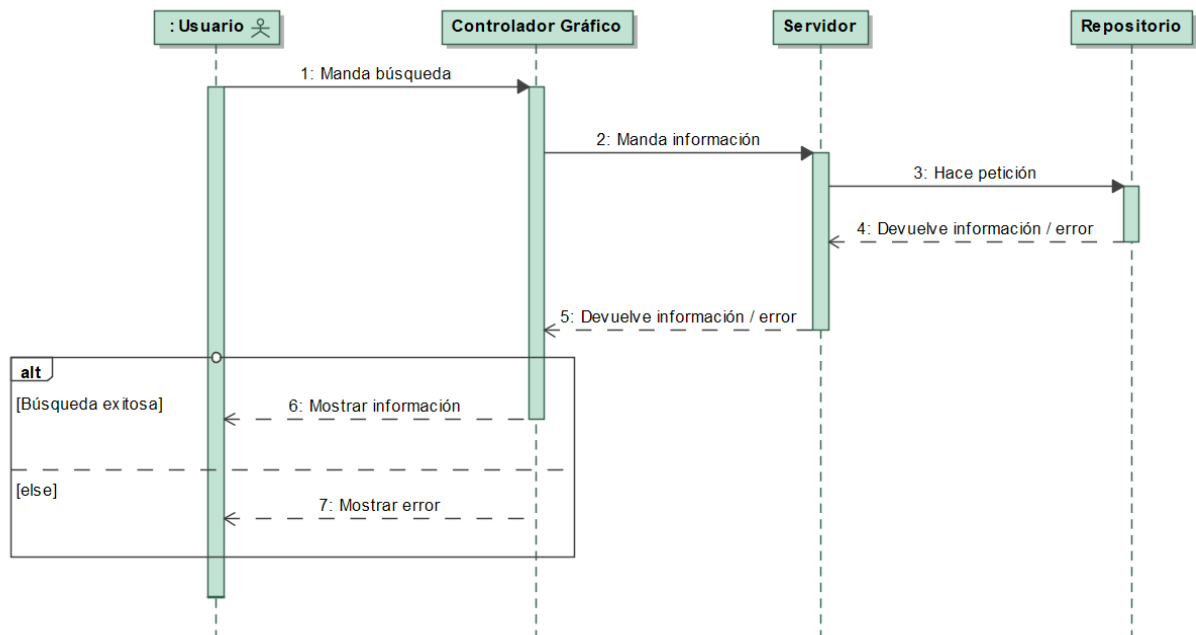 : Usuario
Controlador Gráfico
Servidor
Repositorio
1: Manda búsqueda
2: Manda información
3: Hace petición
4: Devuelve información / error
5: Devuelve información / error
alt
[Búsqueda exitosa]
6: Mostrar información
[else]
7: Mostrar error